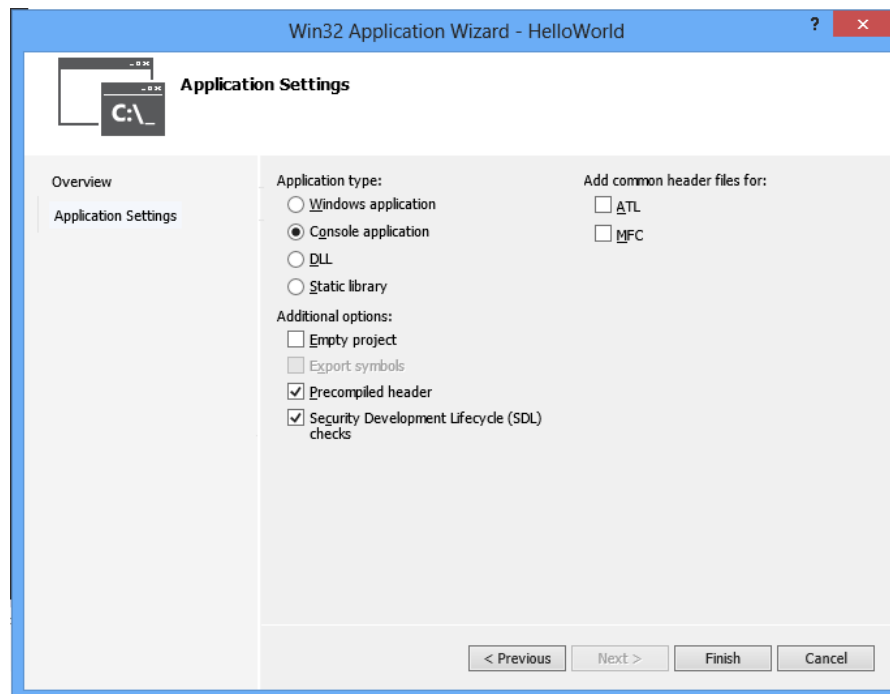 Win32 Application Wizard - HelloWorld
?
Application Settings
C:\_
Overview
Application Settings
Application type:
Windows application
Console application
DLL
Static library
Additional options:
Empty project
Export symbols
Precompiled header
Security Development Lifecycle (SDL)
checks
Add common header files for:
ATL
MFC
< Previous
Next >
Finish
Cancel